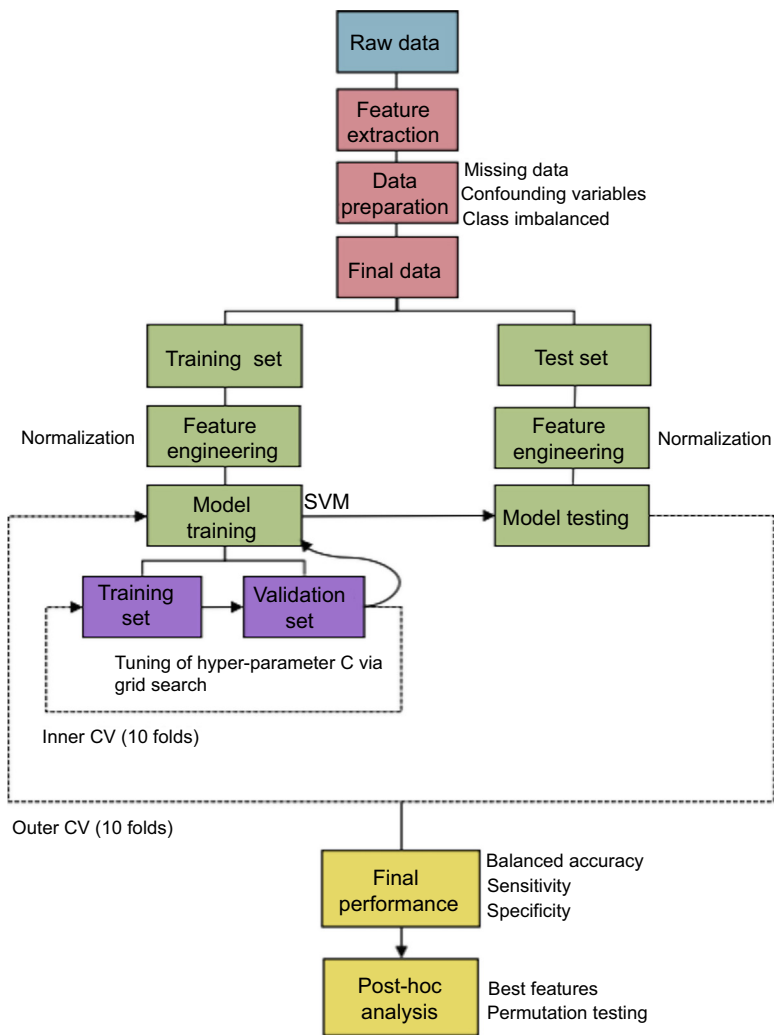 Raw data
Feature
extraction
Data
preparation
Missing data
Confounding variables
Class imbalanced
Final data
Training set
Test set
Normalization
Feature
engineering
Feature
engineering
Normalization
Model
training
SVM
Model testing
Training
set
Validation
set
Tuning of hyper-parameter C via
grid search
Inner CV (10 folds)
Outer CV (10 folds)
Final
performance
Balanced accuracy
Sensitivity
Specificity
Post-hoc
analysis
Best features
Permutation testing